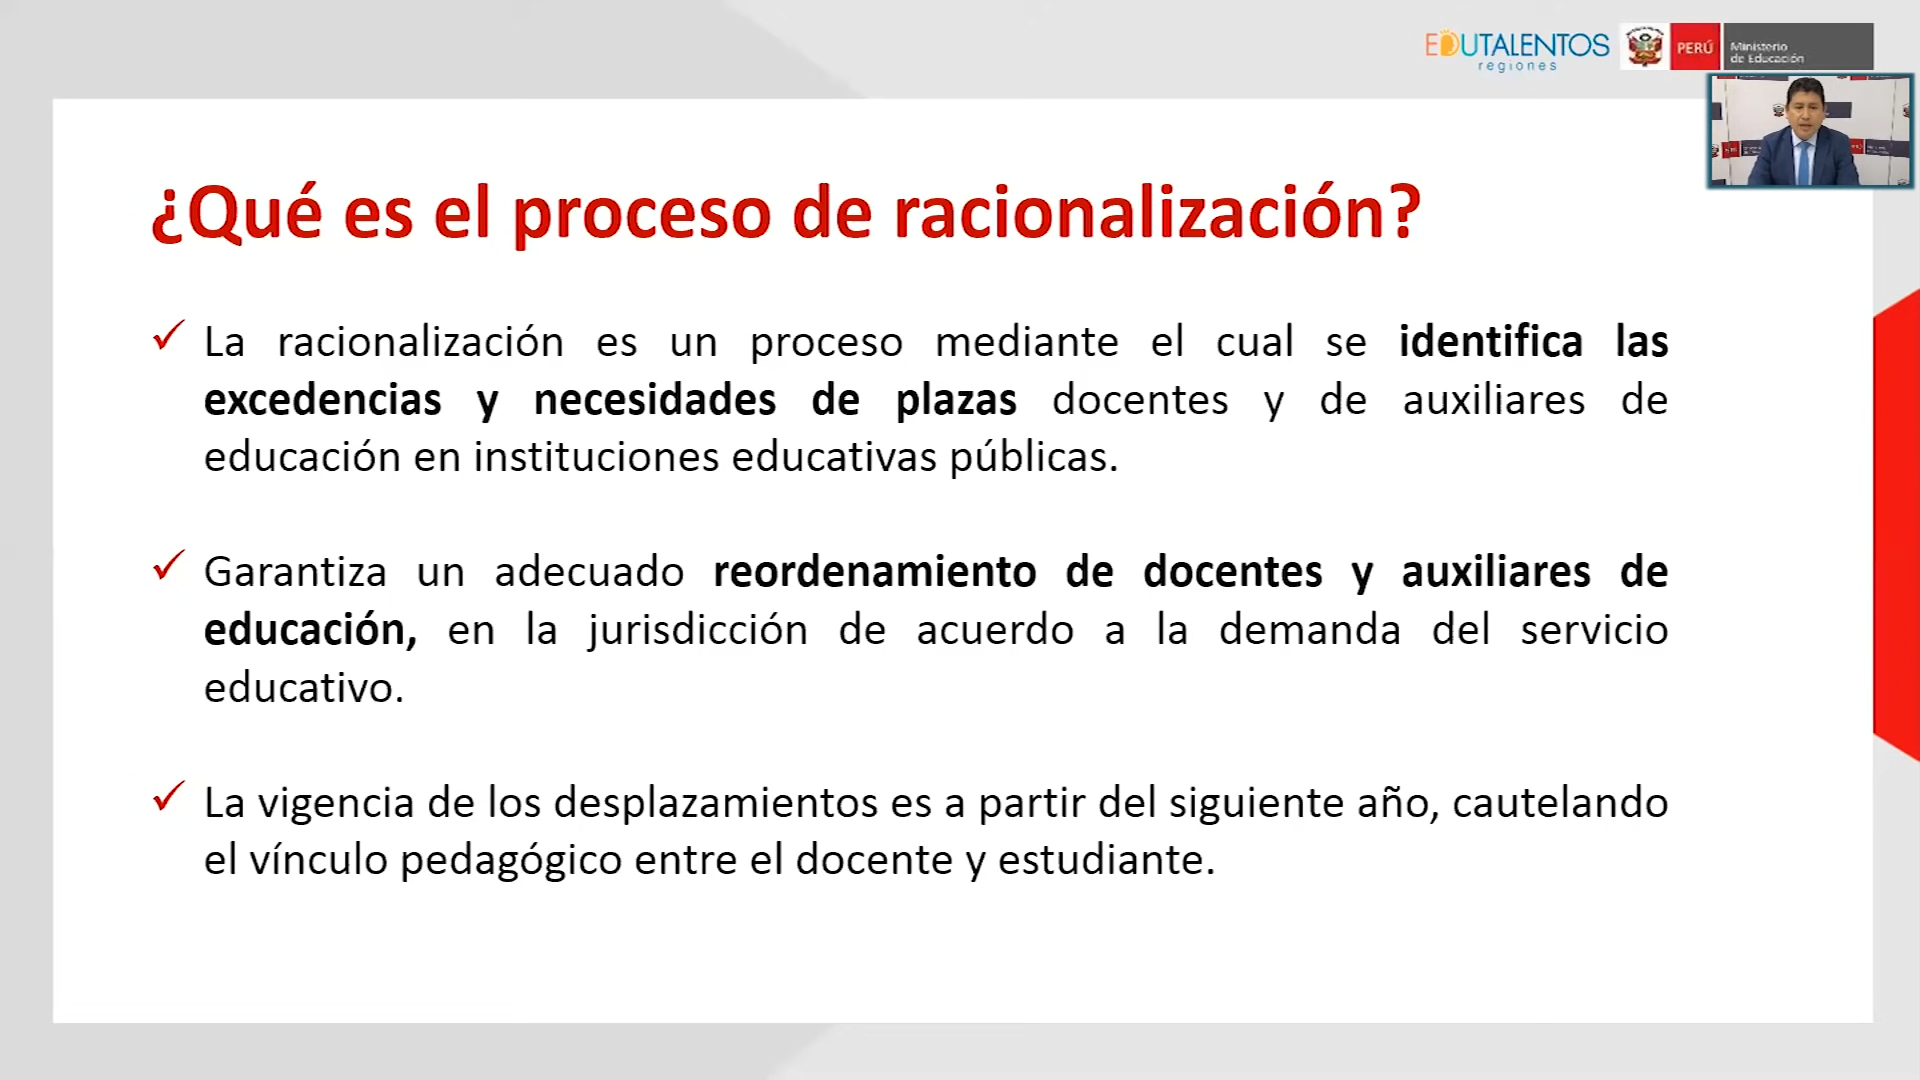 EDUTALENTOS
regiones
PERÚ
Ministerio
de Educación
¿Qué es el proceso de racionalización?
La racionalización es un proceso mediante el cual se identifica las
excedencias y necesidades de plazas docentes y de auxiliares de
educación en instituciones educativas públicas.
Garantiza un adecuado reordenamiento de docentes y auxiliares de
educación, en la jurisdicción de acuerdo a la demanda del servicio
educativo.
La vigencia de los desplazamientos es a partir del siguiente año, cautelando
el vínculo pedagógico entre el docente y estudiante.